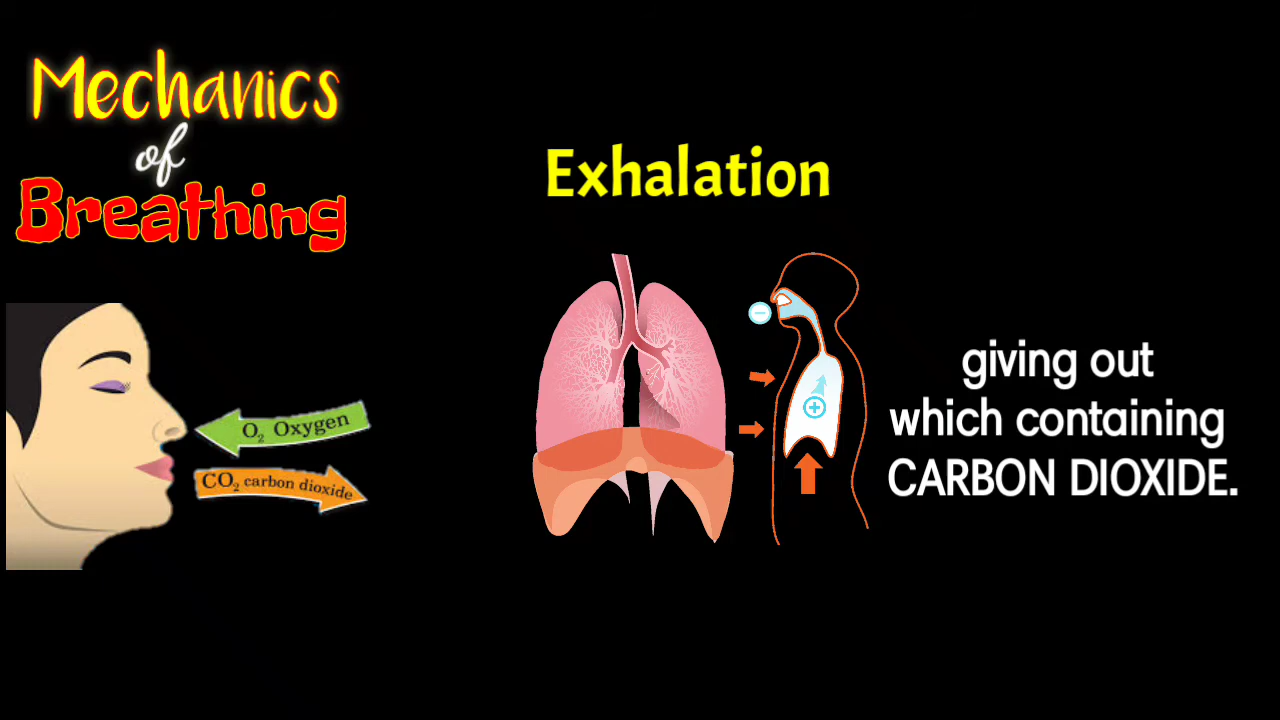 Mechanics
of
Breathing
Exhalation
O₂ Oxygen
CO₂ carbon dioxide
giving out
which containing
CARBON DIOXIDE.